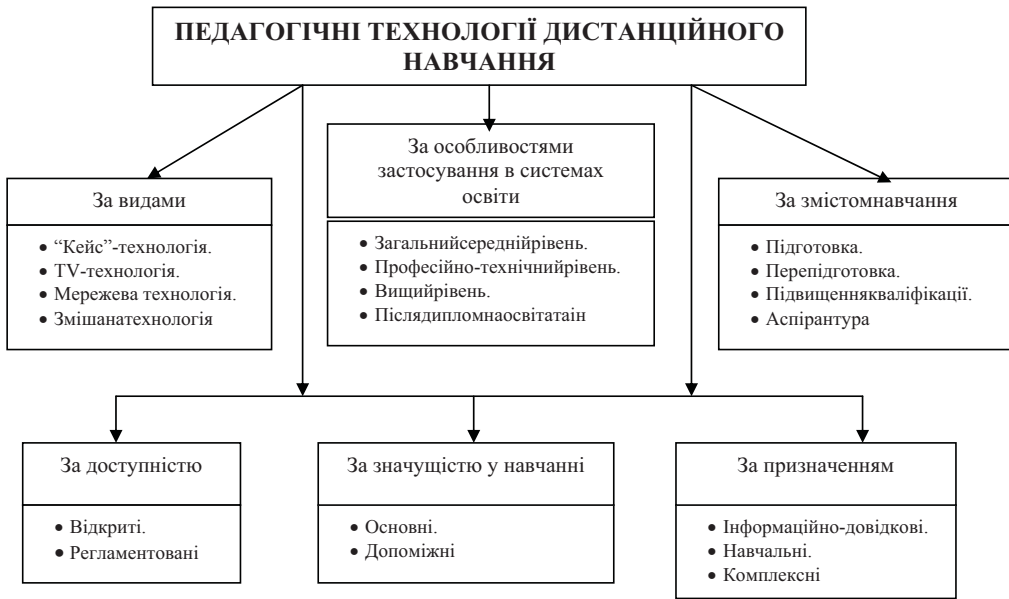 ПЕДАГОГІЧНІ ТЕХНОЛОГІЇ ДИСТАНЦІЙНОГО
НАВЧАННЯ
За видами
• “Кейс”-технологія.
• TV-технологія.
• Мережева технологія.
• Змішанатехнологія
За особливостями
застосування в системах
освіти
• Загальнийсереднійрівень.
• Професійно-технічнийрівень.
• Вищийрівень.
• Післядипломнаосвітатаін
За змістомнавчання
• Підготовка.
• Перепідготовка.
• Підвищеннякваліфікації.
• Аспірантура
За доступністю
• Відкриті.
• Регламентовані
За значущістю у навчанні
• Основні.
• Допоміжні
За призначенням
• Інформаційно-довідкові.
• Навчальні.
• Комплексні